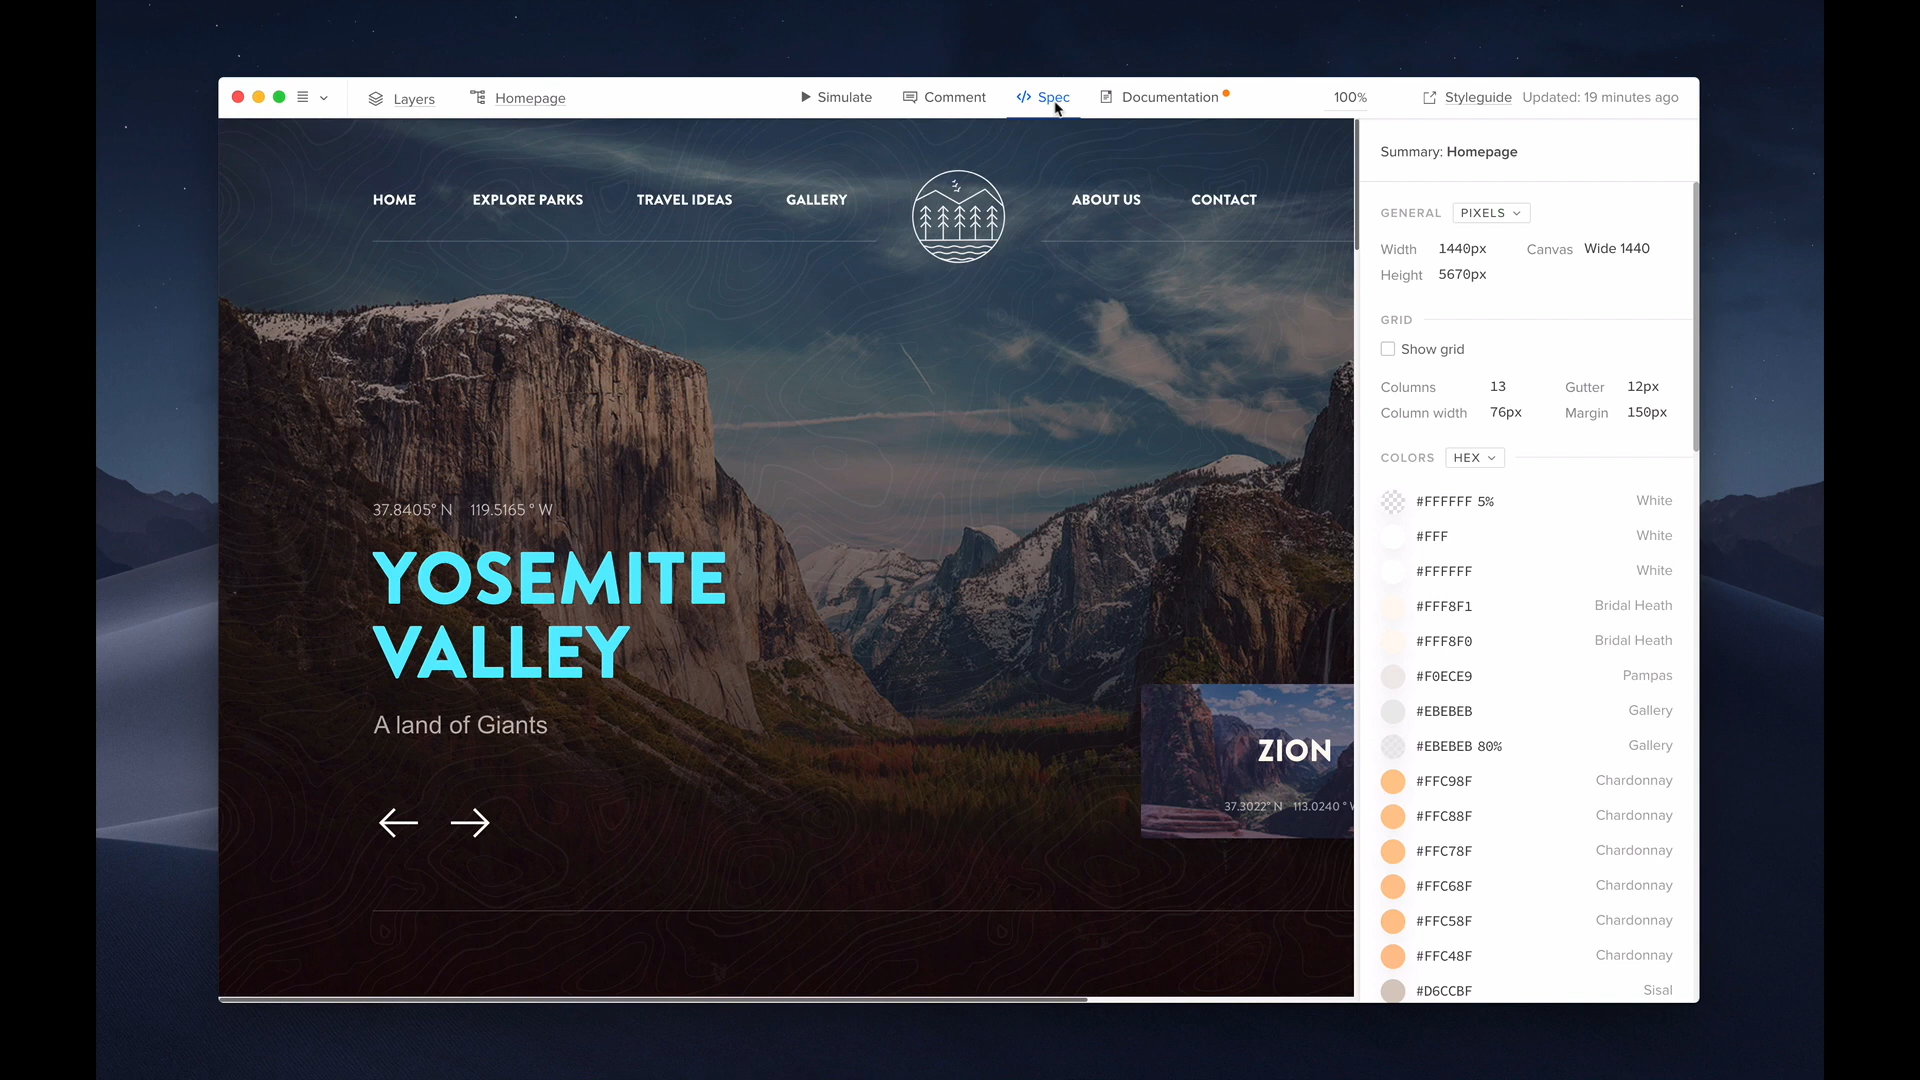 Layers Homepage Simulate Comment </> Spec Documentation 100% Styleguide Updated: 19 minutes ago
HOME EXPLORE PARKS TRAVEL IDEAS GALLERY ABOUT US CONTACT
37.8405° N 119.5165 ° W
YOSEMITE
VALLEY
A land of Giants
ZION
37.3022° N 113.0240 °
Summary: Homepage
GENERAL PIXELS
Width 1440px Canvas Wide 1440
Height 5670px
GRID
Show grid
Columns 13 Gutter 12px
Column width 76px Margin 150px
COLORS HEX
#FFFFFF 5% White
#FFF White
#FFFFFF White
#FFF8F1 Bridal Heath
#FFF8F0 Bridal Heath
#F0ECE9 Pampas
#EBEBEB Gallery
#EBEBEB 80% Gallery
#FFC98F Chardonnay
#FFC88F Chardonnay
#FFC78F Chardonnay
#FFC68F Chardonnay
#FFC58F Chardonnay
#FFC48F Chardonnay
#D6CCBF Sisal